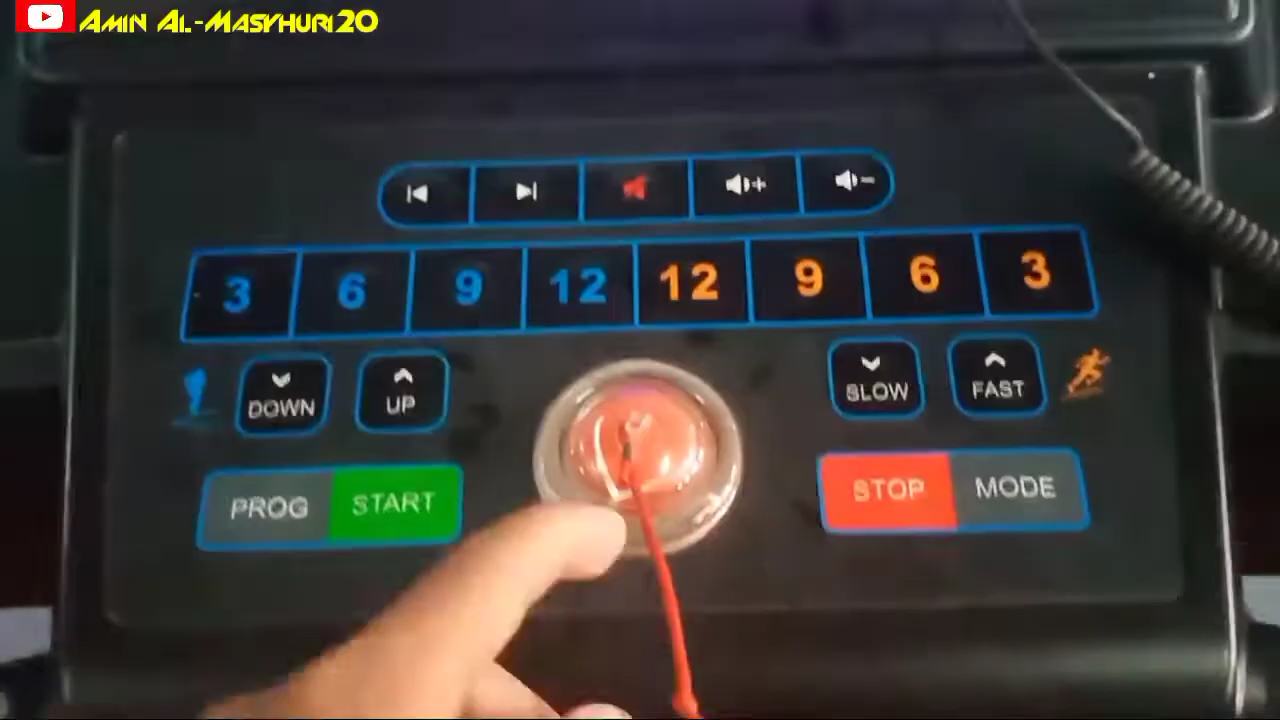 Amin Al-Masyhuri20
3 6 9 12 12 9 6 3
DOWN UP SLOW FAST
PROG START STOP MODE